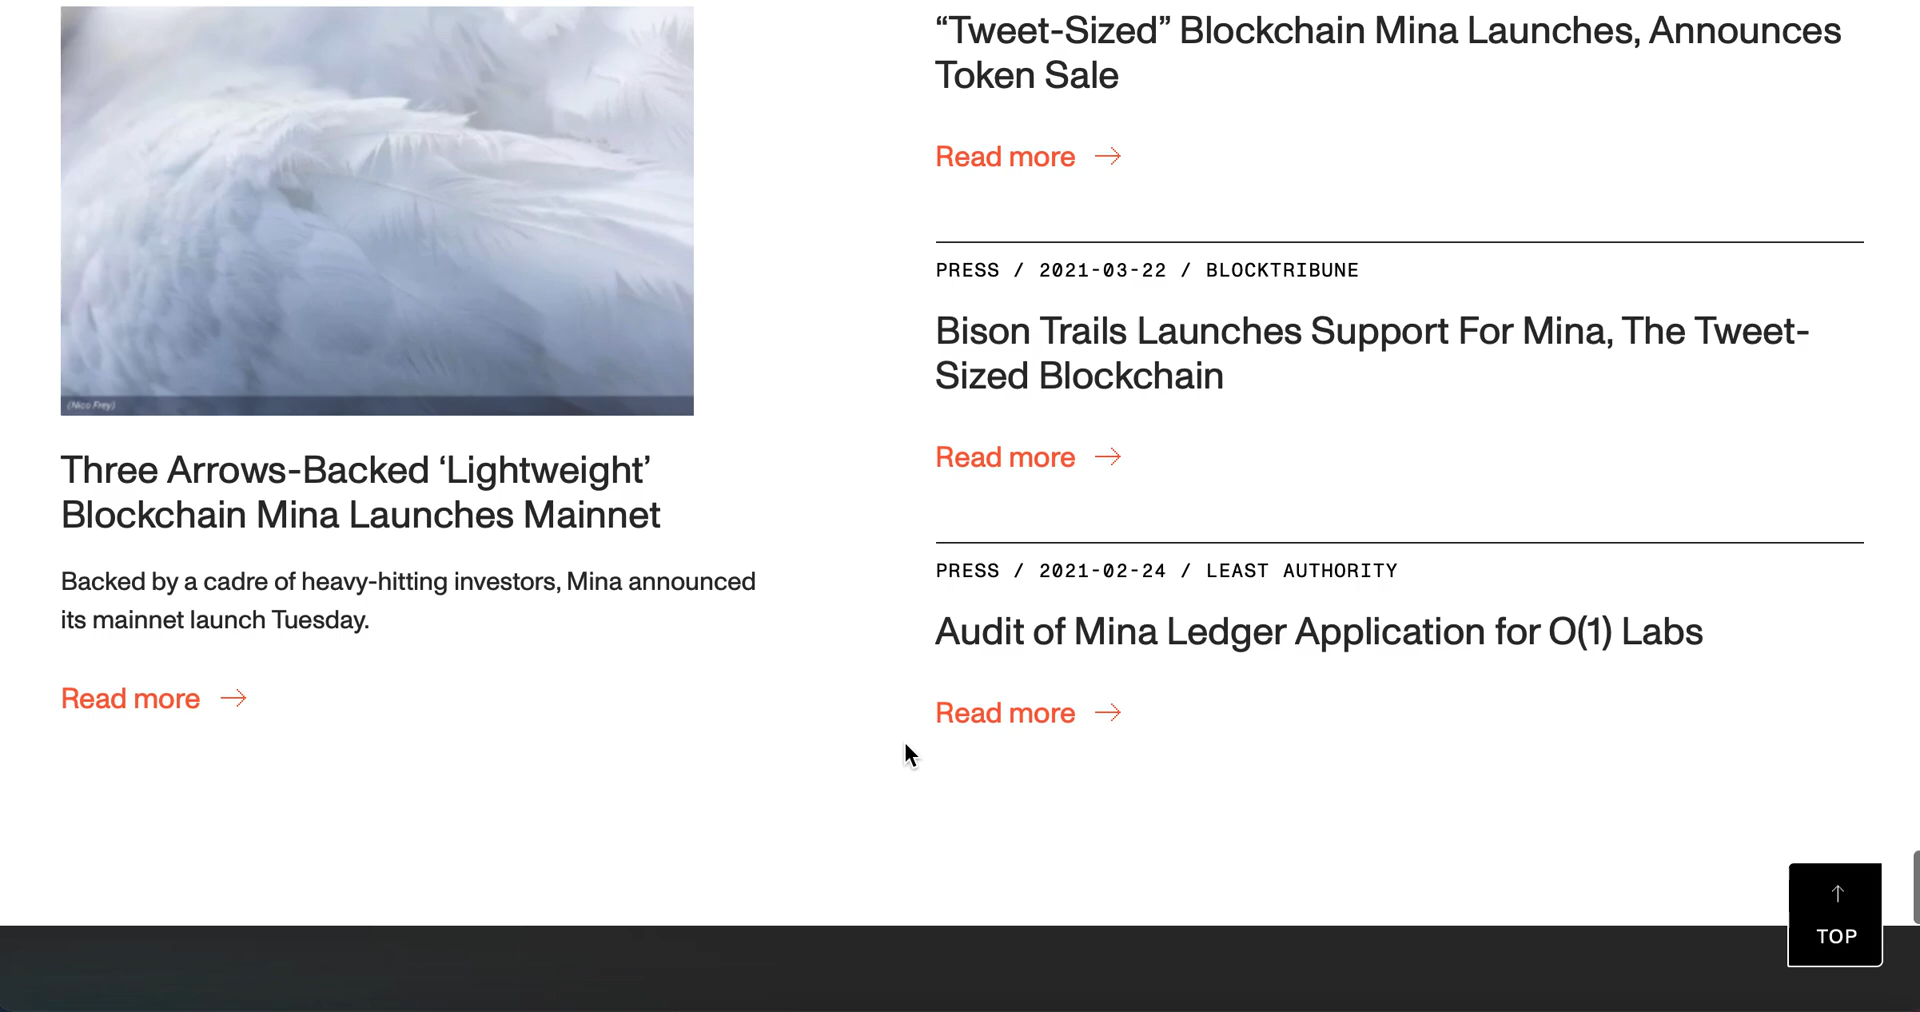 (Nico Frey)
Three Arrows-Backed ‘Lightweight’
Blockchain Mina Launches Mainnet
Backed by a cadre of heavy-hitting investors, Mina announced
its mainnet launch Tuesday.
Read more
“Tweet-Sized” Blockchain Mina Launches, Announces
Token Sale
Read more
PRESS / 2021-03-22 / BLOCKTRIBUNE
Bison Trails Launches Support For Mina, The Tweet-
Sized Blockchain
Read more
PRESS / 2021-02-24 / LEAST AUTHORITY
Audit of Mina Ledger Application for O(1) Labs
Read more
TOP